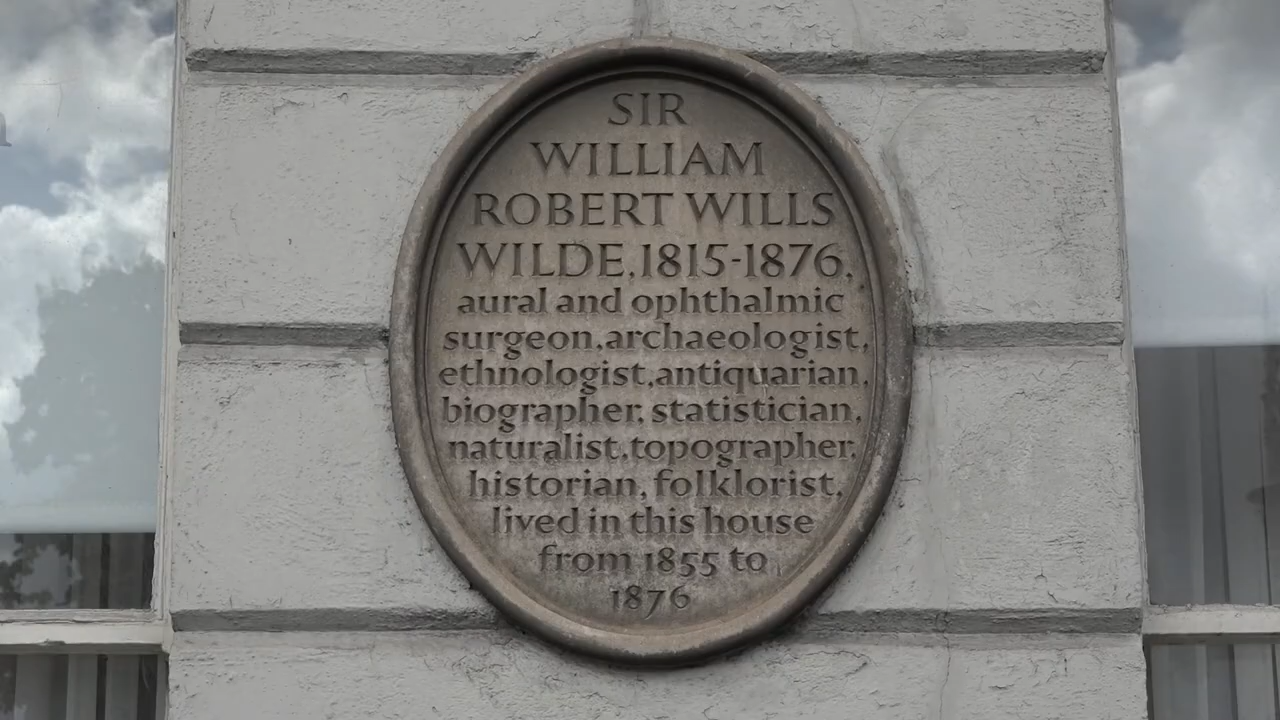 SIR
WILLIAM
ROBERT WILLS
WILDE, 1815-1876,
aural and ophthalmic
surgeon, archaeologist,
ethnologist, antiquarian,
biographer, statistician,
naturalist, topographer,
historian, folklorist,
lived in this house
from 1855 to
1876